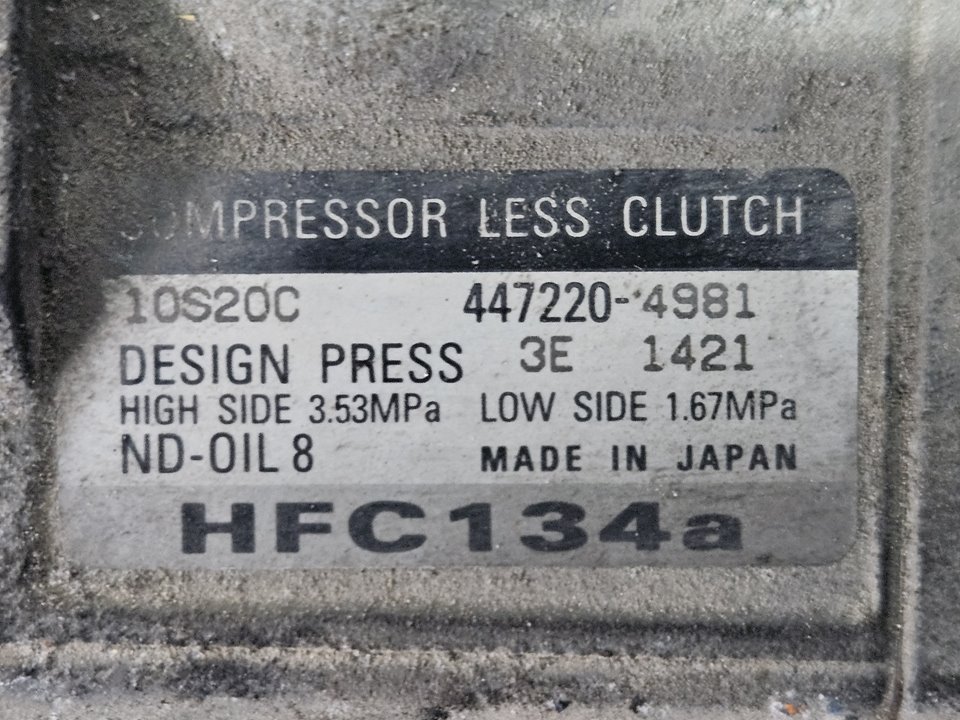 COMPRESSOR LESS CLUTCH
10S20C 447220-4981
DESIGN PRESS 3E 1421
HIGH SIDE 3.53MPa LOW SIDE 1.67MPa
ND-OIL 8 MADE IN JAPAN
HFC134a